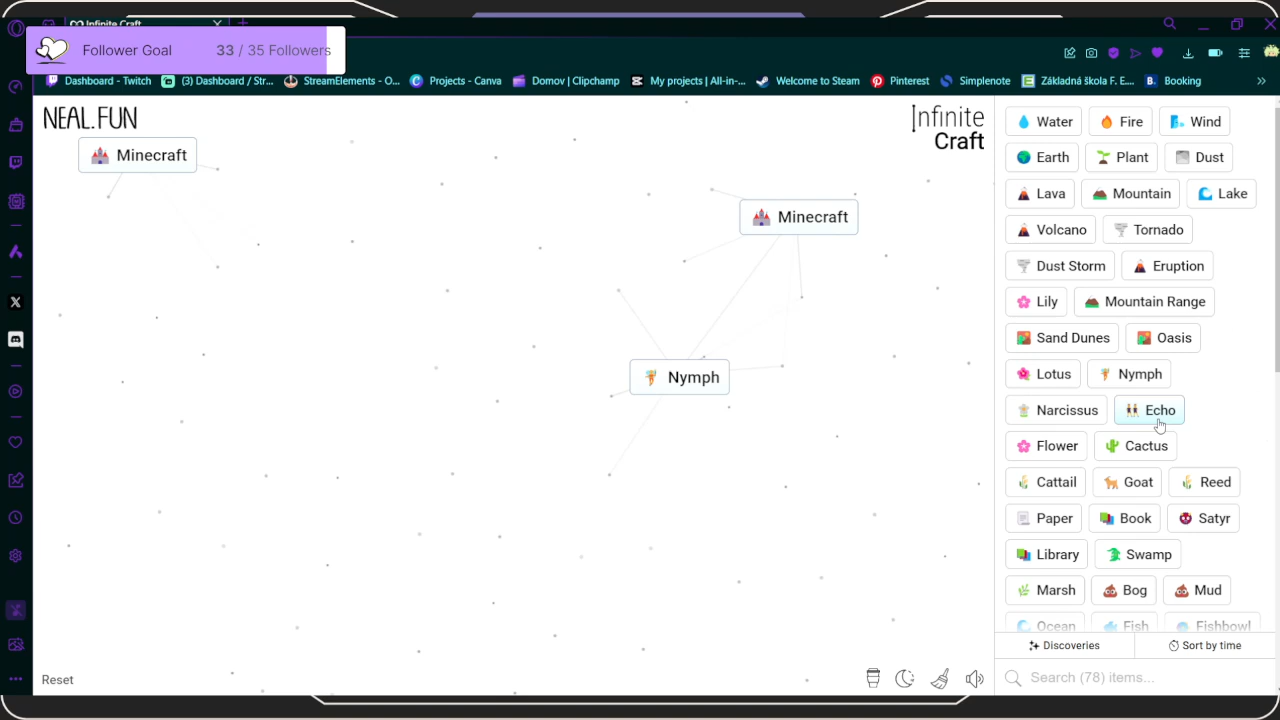 Infinite Craft
Follower Goal 33 / 35 Followers
Dashboard - Twitch (3) Dashboard / Str... StreamElements - O... Projects - Canva Domov | Clipchamp My projects | All-in-... Welcome to Steam Pinterest Simplenote Základná škola F. E... B. Booking
NEAL.FUN
Infinite
Craft
Minecraft
Minecraft
Nymph
Water Fire Wind
Earth Plant Dust
Lava Mountain Lake
Volcano Tornado
Dust Storm Eruption
Lily Mountain Range
Sand Dunes Oasis
Lotus Nymph
Narcissus Echo
Flower Cactus
Cattail Goat Reed
Paper Book Satyr
Library Swamp
Marsh Bog Mud
Ocean Fish Fishbowl
Discoveries Sort by time
Search (78) items...
Reset